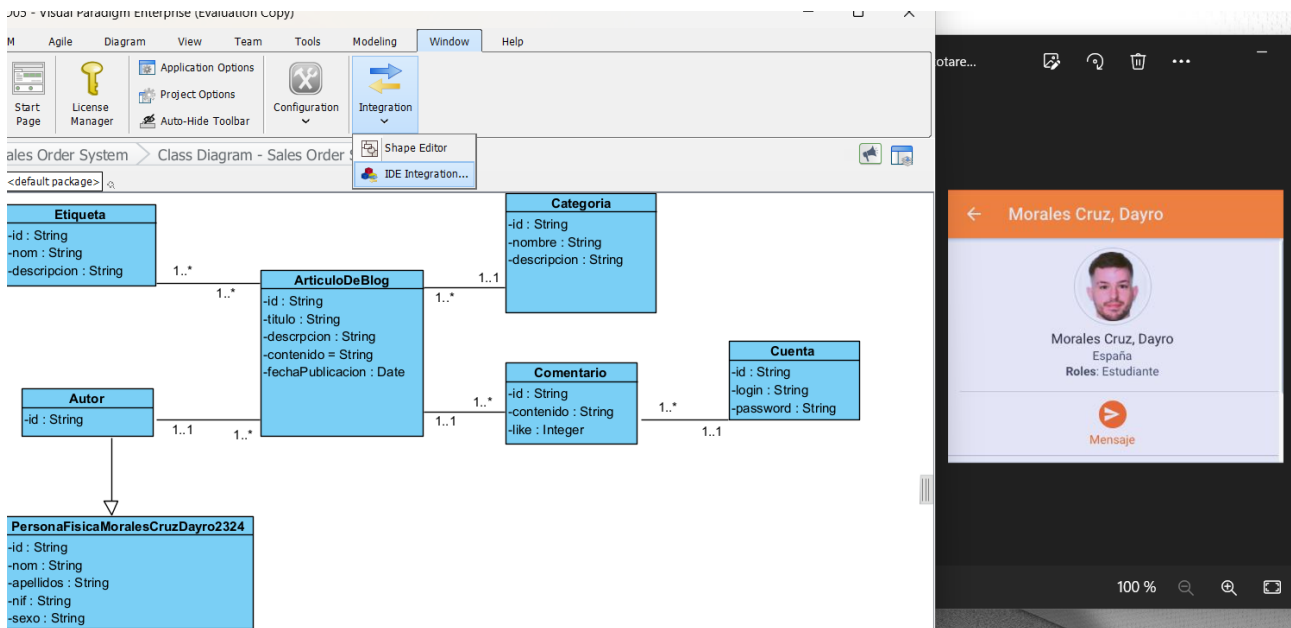 D05 - Visual Paradigm Enterprise (Evaluation Copy)
M Agile Diagram View Team Tools Modeling Window Help
Start Page
License Manager
Application Options
Project Options
Auto-Hide Toolbar
Configuration
Integration
Shape Editor
IDE Integration...
ales Order System Class Diagram - Sales Order S
<default package>
Etiqueta
-id : String
-nom : String
-descripcion : String
1..*
1..*
ArticuloDeBlog
-id : String
-titulo : String
-descrpcion : String
-contenido = String
-fechaPublicacion : Date
1..1
1..*
Categoria
-id : String
-nombre : String
-descripcion : String
Autor
-id : String
1..1
1..*
1..*
1..1
Comentario
-id : String
-contenido : String
-like : Integer
1..*
1..1
Cuenta
-id : String
-login : String
-password : String
PersonaFisicaMoralesCruzDayro2324
-id : String
-nom : String
-apellidos : String
-nif : String
-sexo : String
otare...
Morales Cruz, Dayro
Morales Cruz, Dayro
España
Roles: Estudiante
Mensaje
100 %